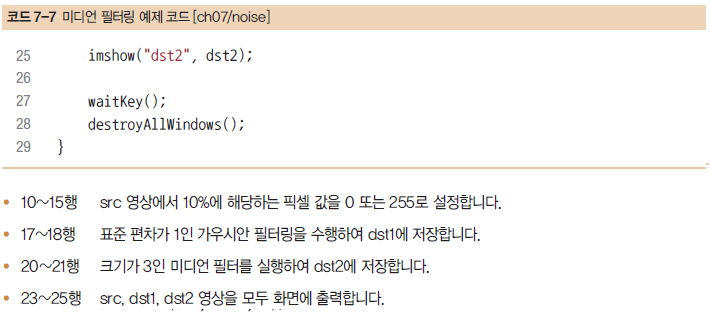 코드 7-7 미디언 필터링 예제 코드 [ch07/noise]
25 imshow("dst2", dst2);
26
27 waitKey();
28 destroyAllWindows();
29 }
• 10~15행 src 영상에서 10%에 해당하는 픽셀 값을 0 또는 255로 설정합니다.
• 17~18행 표준 편차가 1인 가우시안 필터링을 수행하여 dst1에 저장합니다.
• 20~21행 크기가 3인 미디언 필터를 실행하여 dst2에 저장합니다.
• 23~25행 src, dst1, dst2 영상을 모두 화면에 출력합니다.